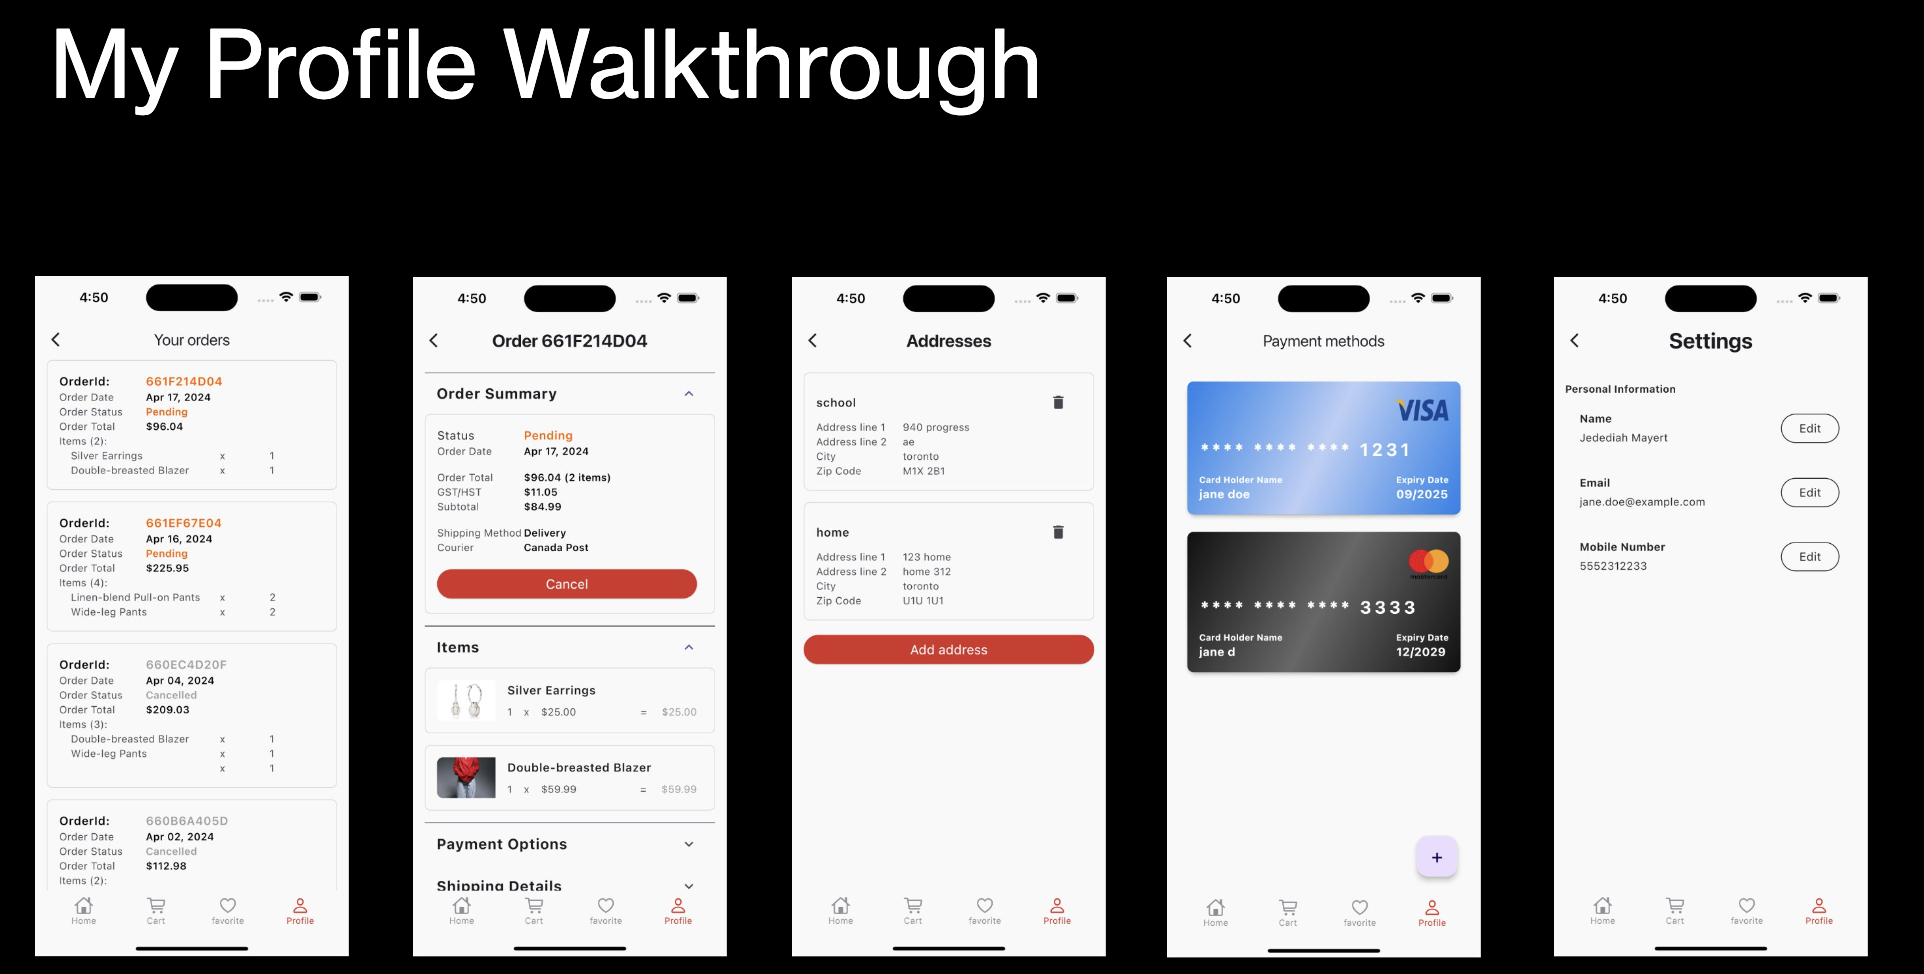 My Profile Walkthrough
4:50
Your orders
OrderId: 661F214D04
Order Date Apr 17, 2024
Order Status Pending
Order Total $96.04
Items (2):
Silver Earrings x 1
Double-breasted Blazer x 1
OrderId: 661EF67E04
Order Date Apr 16, 2024
Order Status Pending
Order Total $225.95
Items (4):
Linen-blend Pull-on Pants x 2
Wide-leg Pants x 2
OrderId: 660EC4D20F
Order Date Apr 04, 2024
Order Status Cancelled
Order Total $209.03
Items (3):
Double-breasted Blazer x 1
Wide-leg Pants x 1
x 1
OrderId: 660B6A405D
Order Date Apr 02, 2024
Order Status Cancelled
Order Total $112.98
Items (2):
Home Cart favorite Profile
4:50
Order 661F214D04
Order Summary
Status Pending
Order Date Apr 17, 2024
Order Total $96.04 (2 items)
GST/HST $11.05
Subtotal $84.99
Shipping Method Delivery
Courier Canada Post
Cancel
Items
Silver Earrings
1 x $25.00 = $25.00
Double-breasted Blazer
1 x $59.99 = $59.99
Payment Options
Shipping Details
Home Cart favorite Profile
4:50
Addresses
school
Address line 1 940 progress
Address line 2 ae
City toronto
Zip Code M1X 2B1
home
Address line 1 123 home
Address line 2 home 312
City toronto
Zip Code U1U 1U1
Add address
Home Cart favorite Profile
4:50
Payment methods
VISA
**** **** **** 1231
Card Holder Name Expiry Date
jane doe 09/2025
mastercard
**** **** **** 3333
Card Holder Name Expiry Date
jane d 12/2029
+
Home Cart favorite Profile
4:50
Settings
Personal Information
Name
Jedediah Mayert
Edit
Email
jane.doe@example.com
Edit
Mobile Number
5552312233
Edit
Home Cart favorite Profile